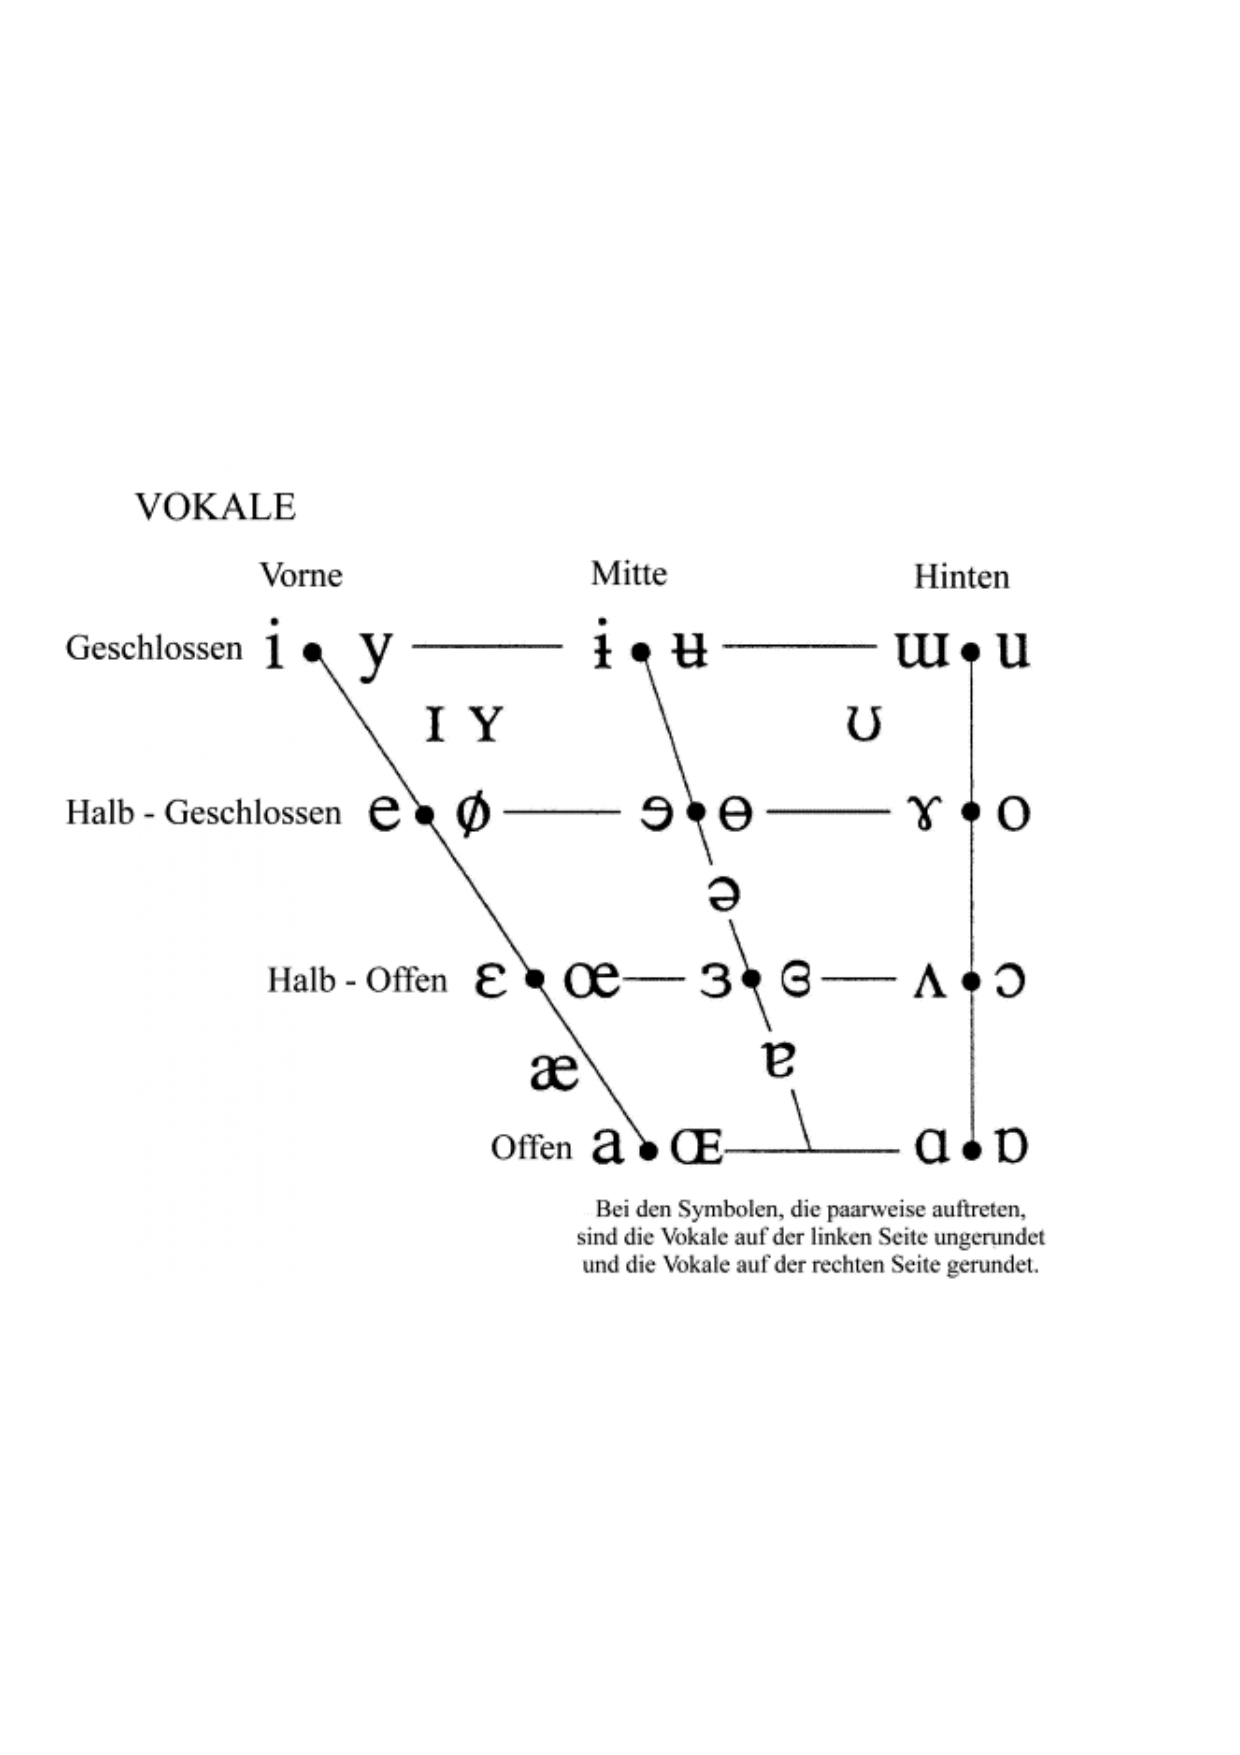 VOKALE
Vorne Mitte Hinten
Geschlossen i y ɨ ʉ ɯ u
ɪ ʏ ʊ
Halb - Geschlossen e ø ɘ ɵ ɤ o
ə
Halb - Offen ɛ œ ɜ ɞ ʌ ɔ
æ ɐ
Offen a ɶ ɑ ɒ
Bei den Symbolen, die paarweise auftreten,
sind die Vokale auf der linken Seite ungerundet
und die Vokale auf der rechten Seite gerundet.